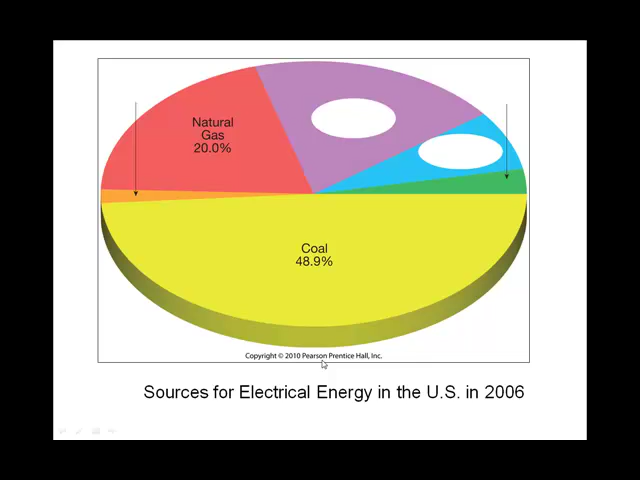 Natural
Gas
20.0%
Coal
48.9%
Copyright © 2010 Pearson Prentice Hall, Inc.
Sources for Electrical Energy in the U.S. in 2006